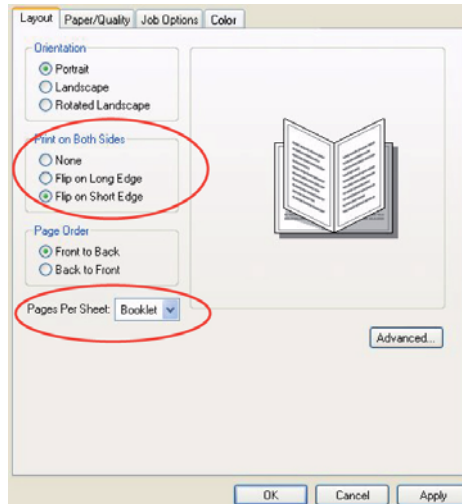 Layout Paper/Quality Job Options Color
Orientation
Portrait
Landscape
Rotated Landscape
Print on Both Sides
None
Flip on Long Edge
Flip on Short Edge
Page Order
Front to Back
Back to Front
Pages Per Sheet: Booklet
Advanced...
OK Cancel Apply